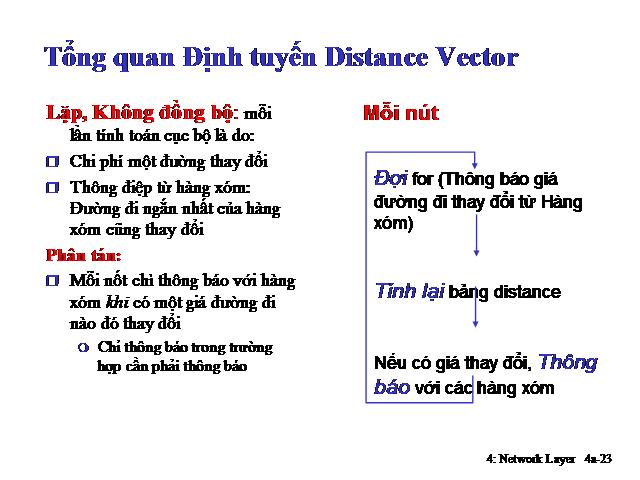 Tổng quan Định tuyến Distance Vector
Lặp, Không đồng bộ: mỗi
lần tính toán cục bộ là do:
Chi phí một đường thay đổi
Thông điệp từ hàng xóm:
Đường đi ngắn nhất của hàng
xóm cũng thay đổi
Phân tán:
Mỗi nốt chỉ thông báo với hàng
xóm khi có một giá đường đi
nào đó thay đổi
Chỉ thông báo trong trường
hợp cần phải thông báo
Mỗi nút
Đợi for (Thông báo giá
đường đi thay đổi từ Hàng
xóm)
Tính lại bảng distance
Nếu có giá thay đổi, Thông
báo với các hàng xóm
4: Network Layer 4a-23